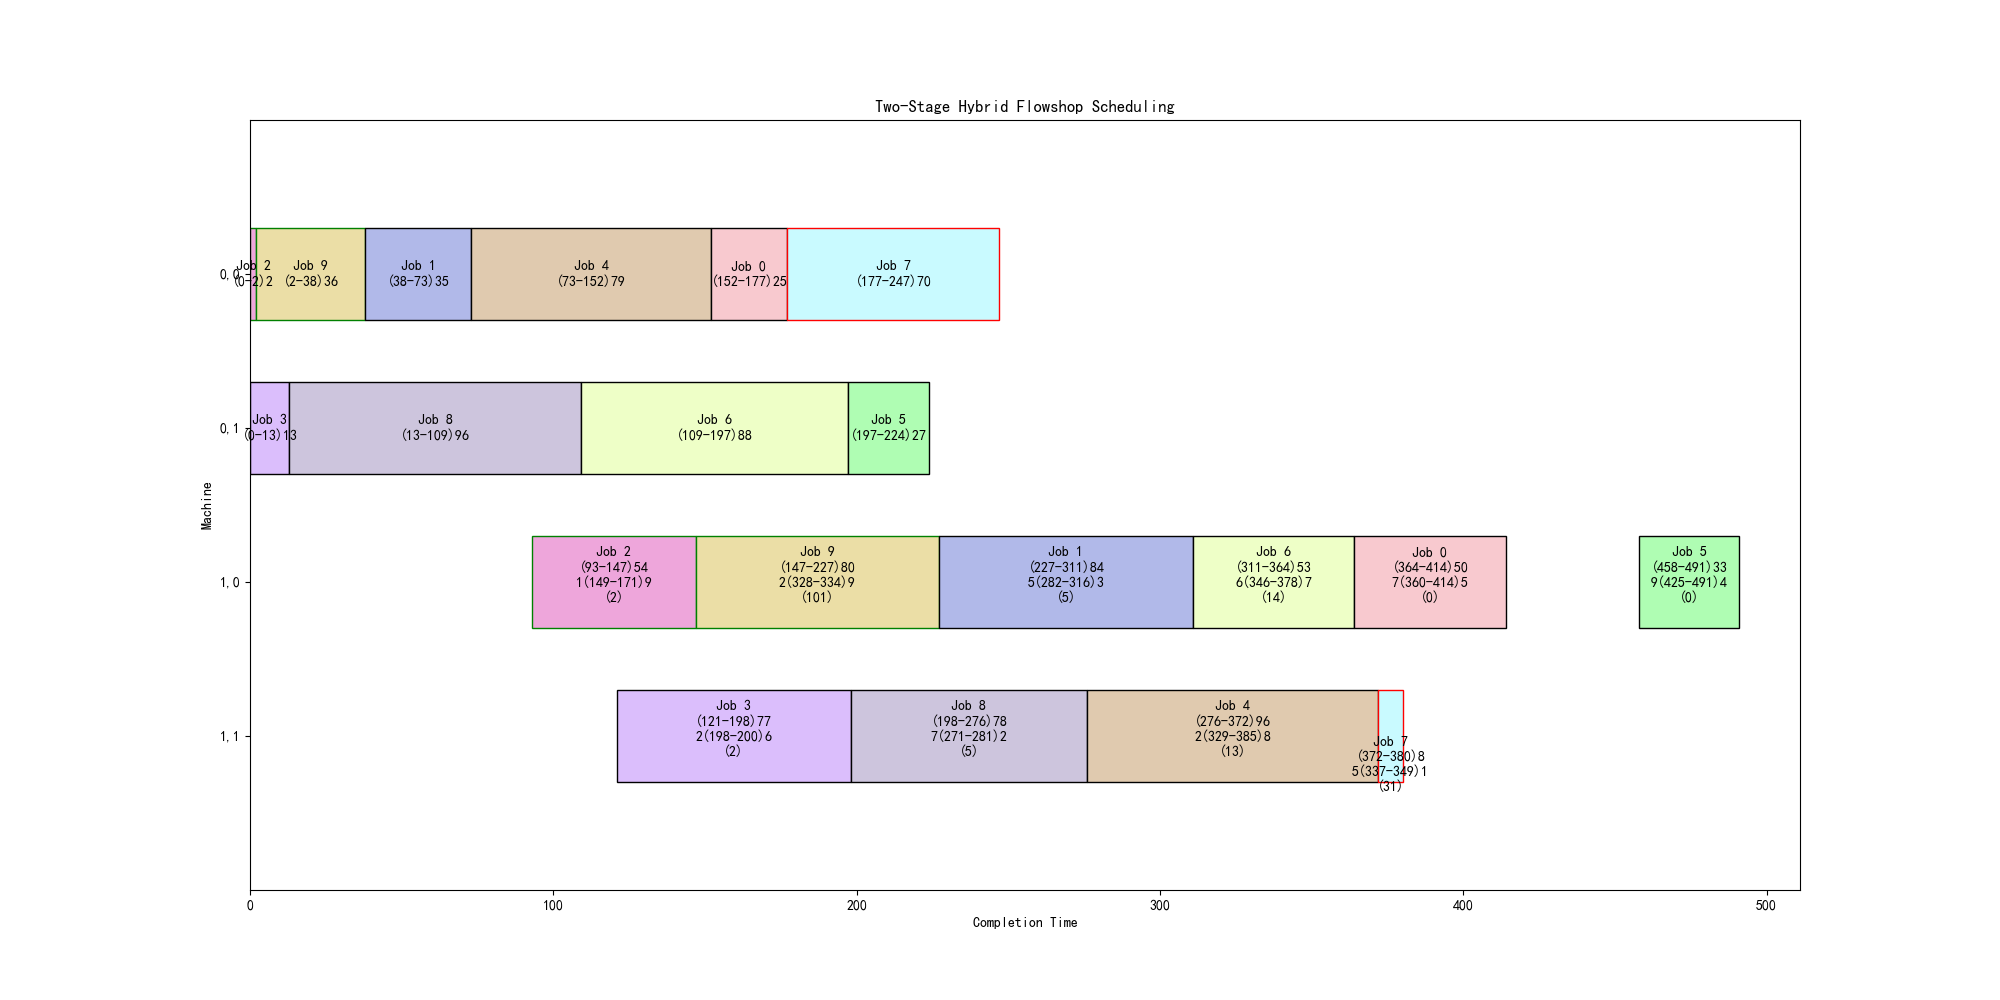 Two-Stage Hybrid Flowshop Scheduling
Machine
0,0
Job 2
(0-2)2
Job 9
(2-38)36
Job 1
(38-73)35
Job 4
(73-152)79
Job 0
(152-177)25
Job 7
(177-247)70
0,1
Job 3
(0-13)13
Job 8
(13-109)96
Job 6
(109-197)88
Job 5
(197-224)27
1,0
Job 2
(93-147)54
1(149-171)9
(2)
Job 9
(147-227)80
2(328-334)9
(101)
Job 1
(227-311)84
5(282-316)3
(5)
Job 6
(311-364)53
6(346-378)7
(14)
Job 0
(364-414)50
7(360-414)5
(0)
Job 5
(458-491)33
9(425-491)4
(0)
1,1
Job 3
(121-198)77
2(198-200)6
(2)
Job 8
(198-276)78
7(271-281)2
(5)
Job 4
(276-372)96
2(329-385)8
(13)
Job 7
(372-380)8
5(337-349)1
(31)
0
100
200
300
400
500
Completion Time